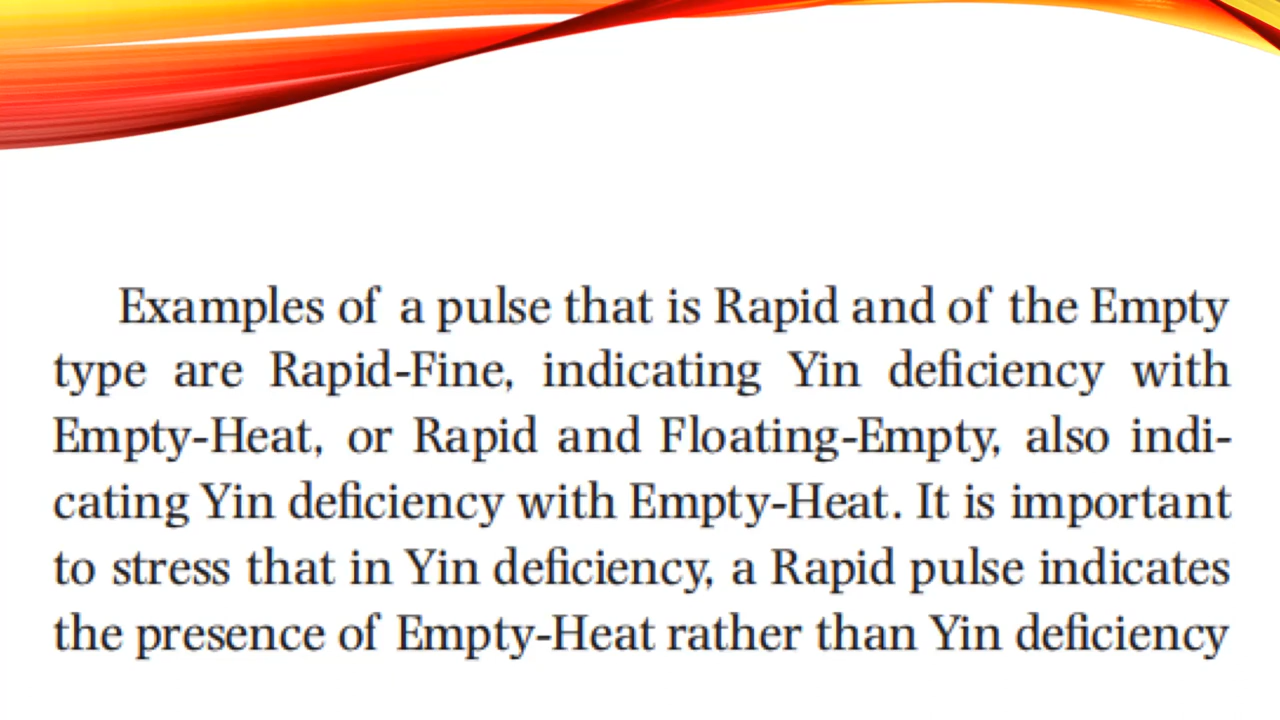 Examples of a pulse that is Rapid and of the Empty
type are Rapid-Fine, indicating Yin deficiency with
Empty-Heat, or Rapid and Floating-Empty, also indi-
cating Yin deficiency with Empty-Heat. It is important
to stress that in Yin deficiency, a Rapid pulse indicates
the presence of Empty-Heat rather than Yin deficiency